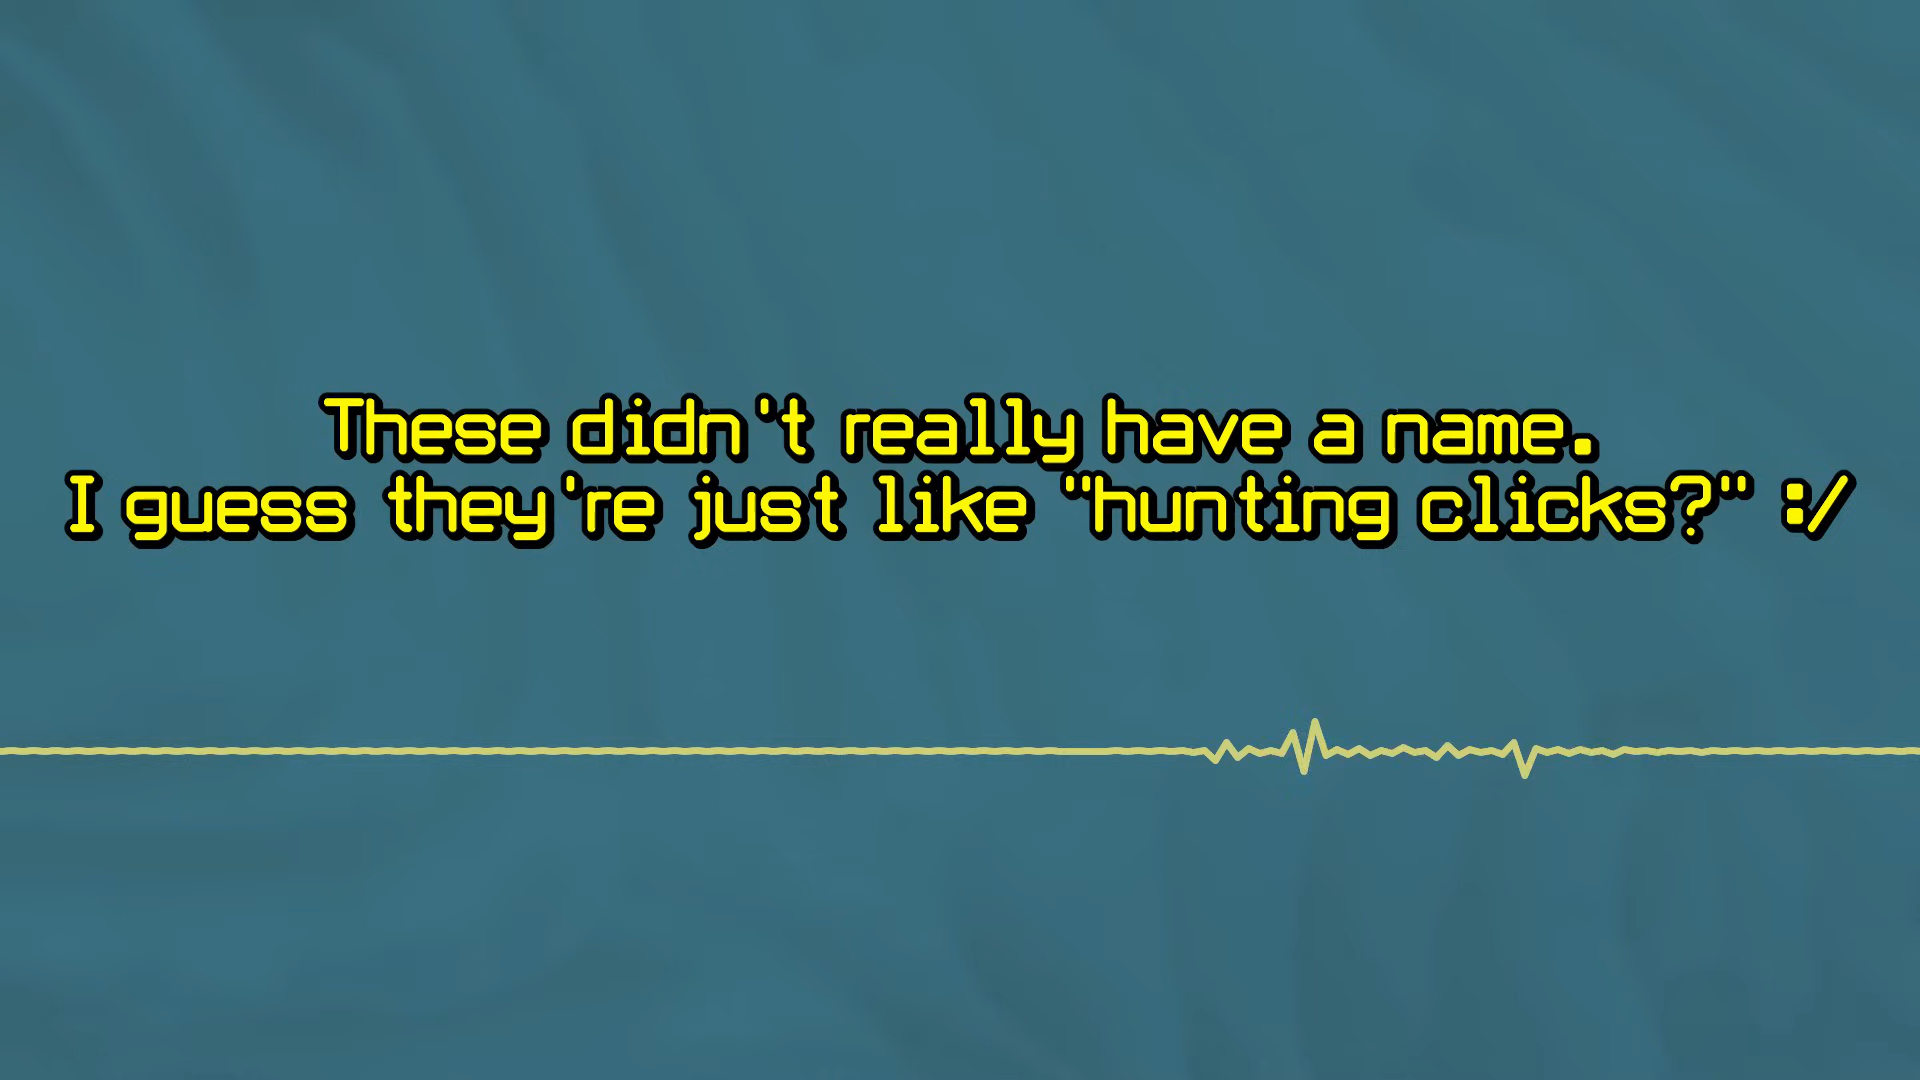 These didn't really have a name.
I guess they're just like "hunting clicks?" :/